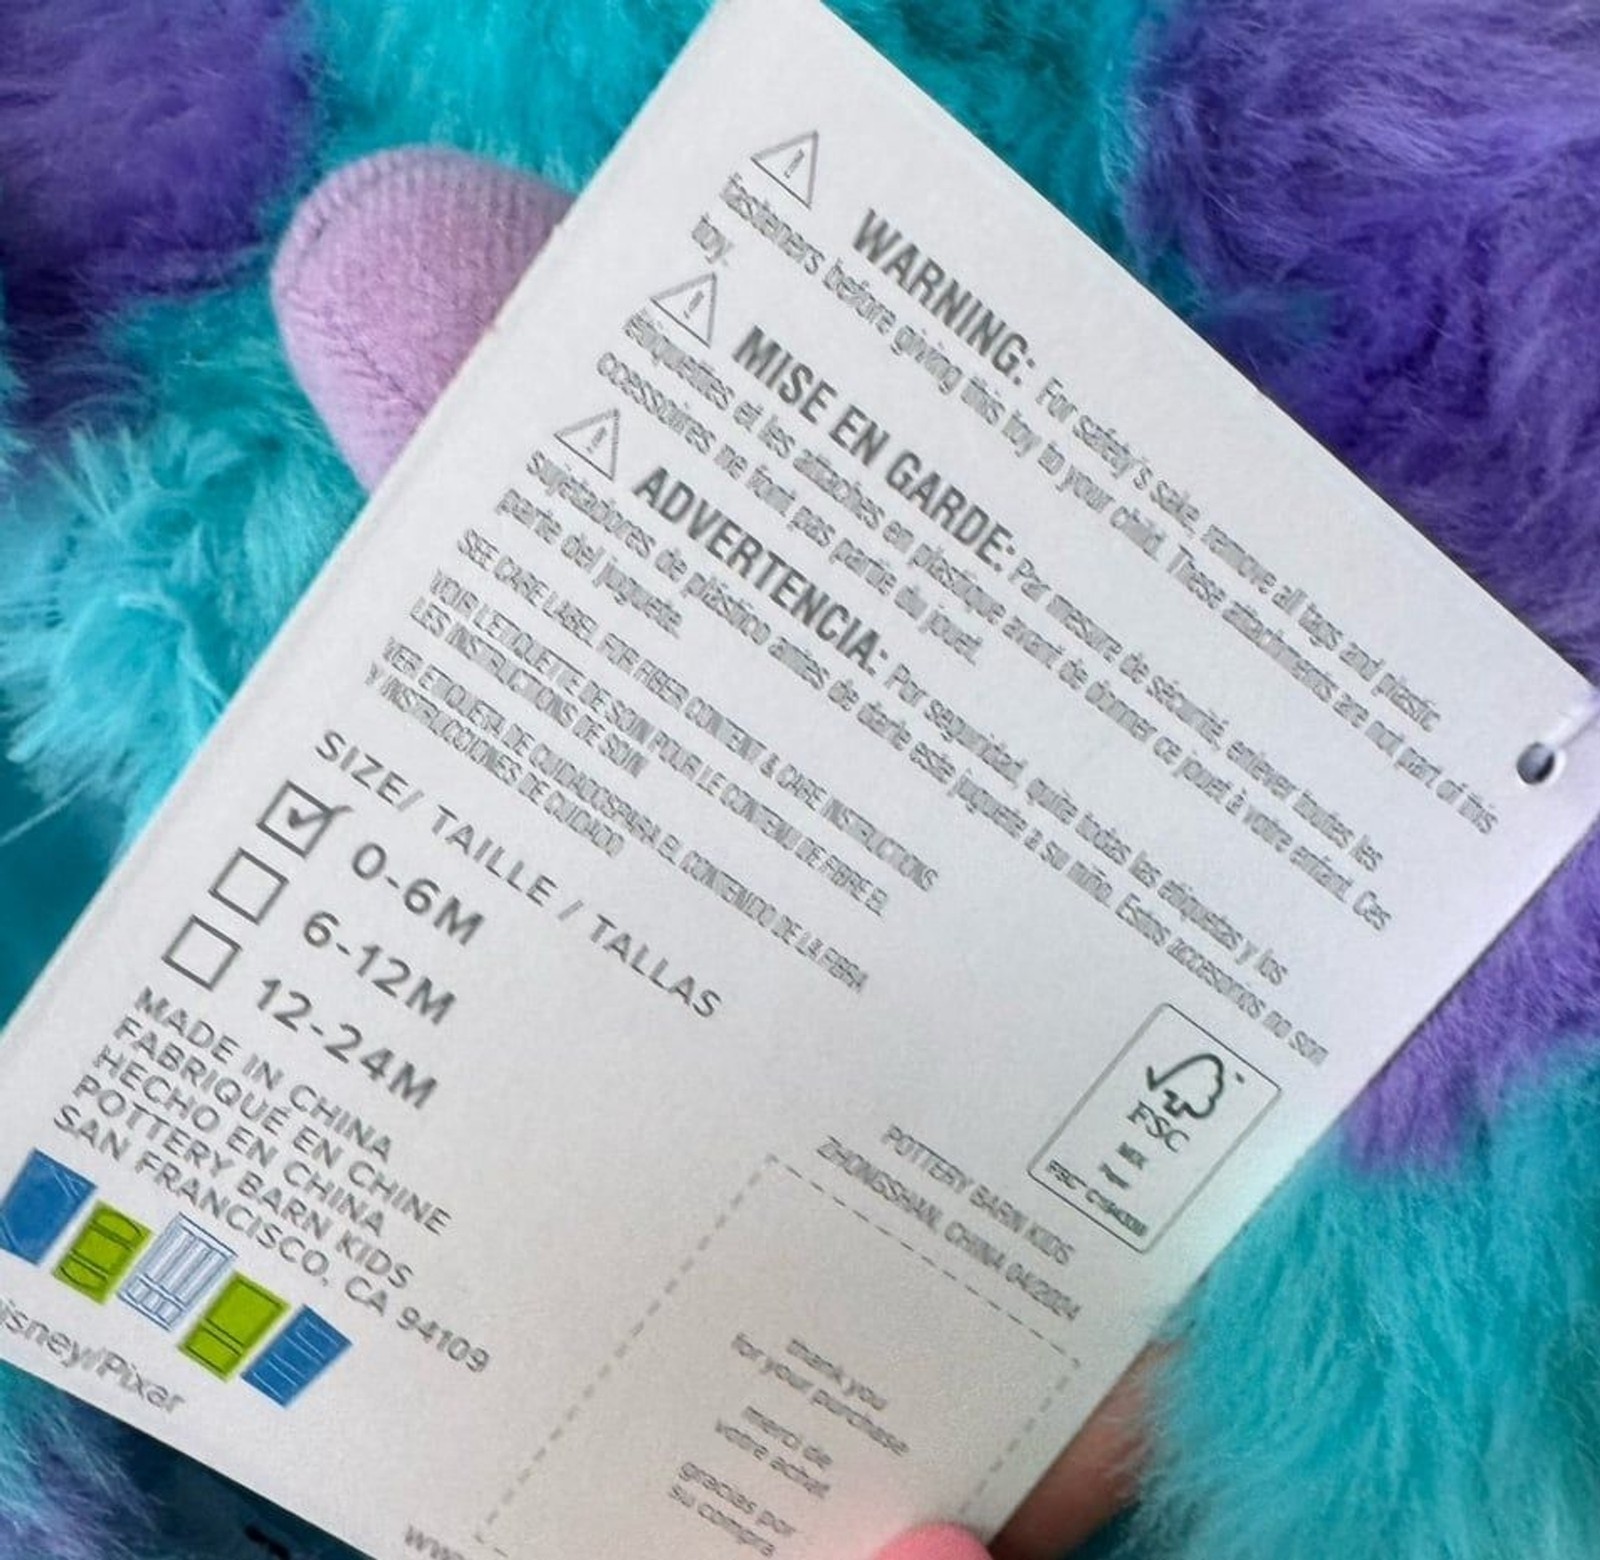 WARNING: For safety's sake, remove all tags and plastic
fasteners before giving this toy to your child. These attachments are not part of this
toy.
MISE EN GARDE: Par mesure de sécurité, enlever toutes les
étiquettes et les attaches en plastique avant de donner ce jouet à votre enfant. Ces
ccessoires ne font pas partie du jouet.
ADVERTENCIA: Por seguridad, quite todas las etiquetas y los
sujetadores de plástico antes de darle este juguete a su niño. Estos accesorios no son
parte del juguete.
SEE CARE LABEL FOR FIBER CONTENT & CARE INSTRUCTIONS
VOIR L'ETIQUETTE DE SOIN POUR LE CONTENU DE FIBRE ET
LES INSTRUCTIONS DE SOIN
VER ETIQUETA DE CUIDADOS PARA EL CONTENIDO DE LA FIBRA
Y INSTRUCCIONES DE CUIDADO
SIZE/ TAILLE / TALLAS
0-6M
6-12M
12-24M
MADE IN CHINA
FABRIQUÉ EN CHINE
HECHO EN CHINA
POTTERY BARN KIDS
SAN FRANCISCO, CA 94109
isney/Pixar
FSC
MIX
FSC®
POTTERY BARN KIDS
ZHONGSHAN, CHINA 04/2024
thank you
for your purchase
merci de
votre achat
gracias por
su compra
www.